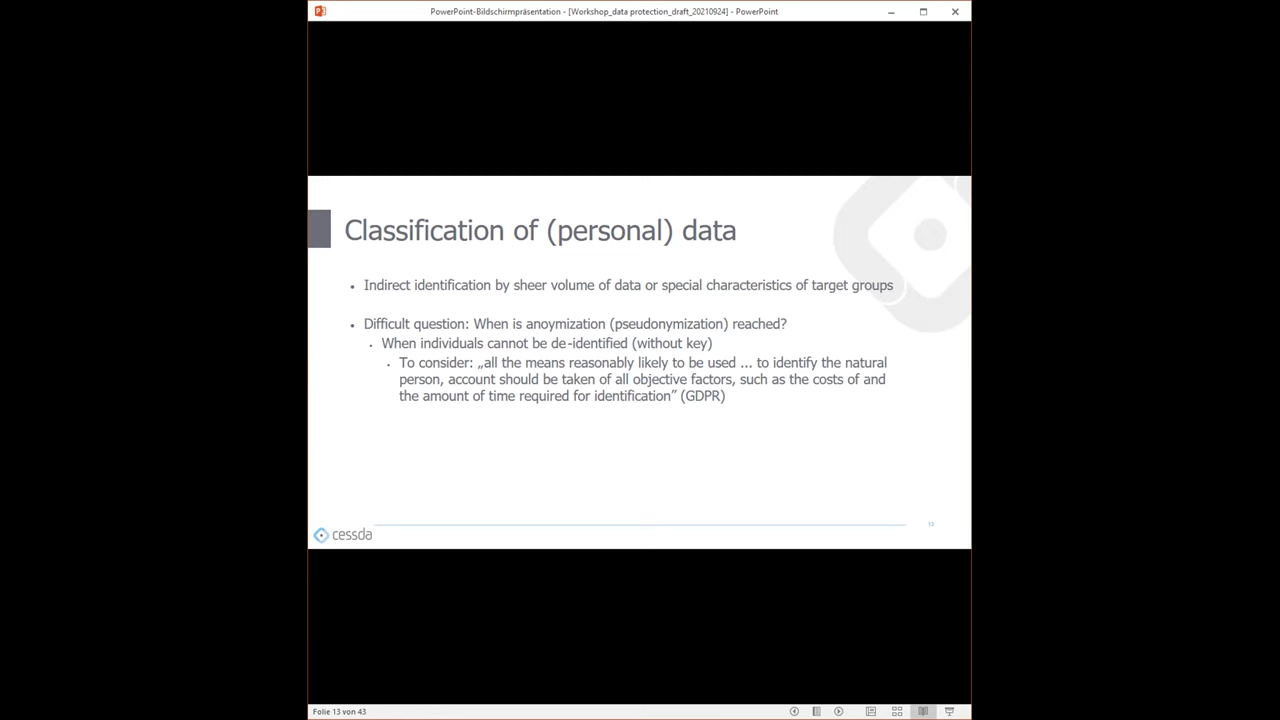 PowerPoint-Bildschirmpräsentation - [Workshop_data protection_draft_20210924] - PowerPoint
Classification of (personal) data
• Indirect identification by sheer volume of data or special characteristics of target groups
• Difficult question: When is anoymization (pseudonymization) reached?
• When individuals cannot be de-identified (without key)
• To consider: „all the means reasonably likely to be used ... to identify the natural
person, account should be taken of all objective factors, such as the costs of and
the amount of time required for identification” (GDPR)
13
cessda
Folie 13 von 43